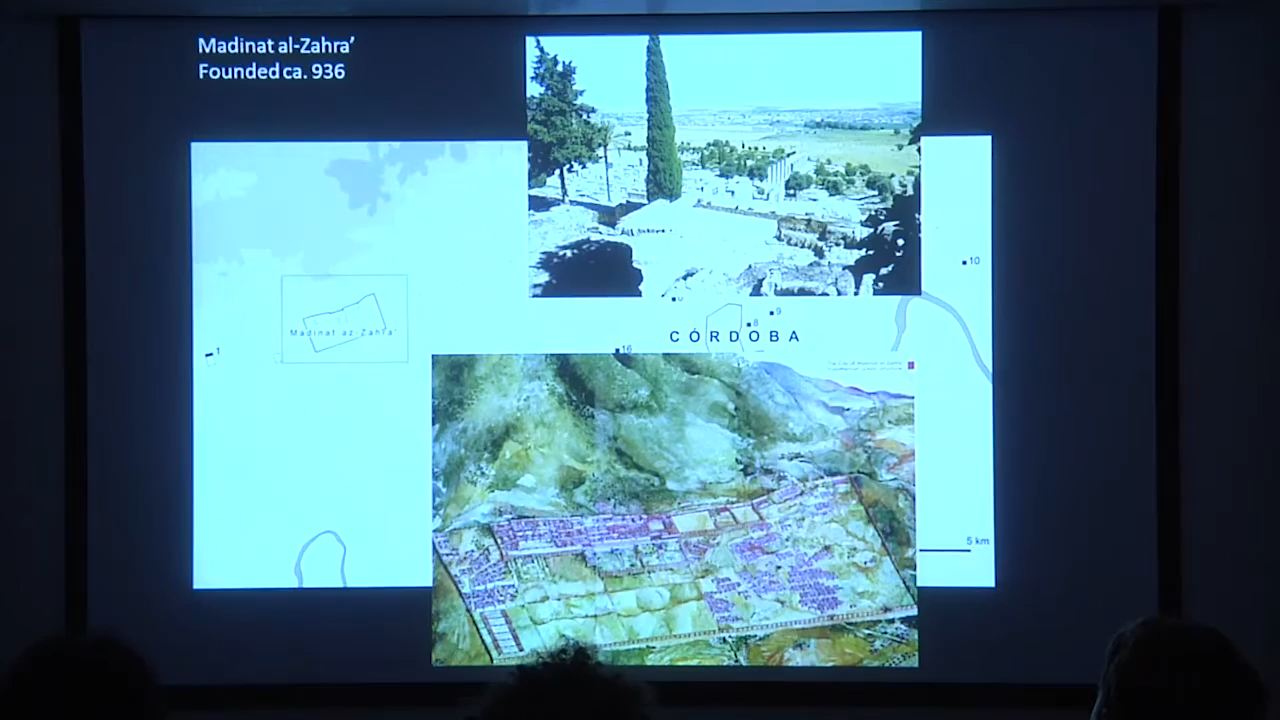 Madinat al-Zahra’
Founded ca. 936
10
9
8
CÓRDOBA
Madinat az-Zahra'
1
16
5 km